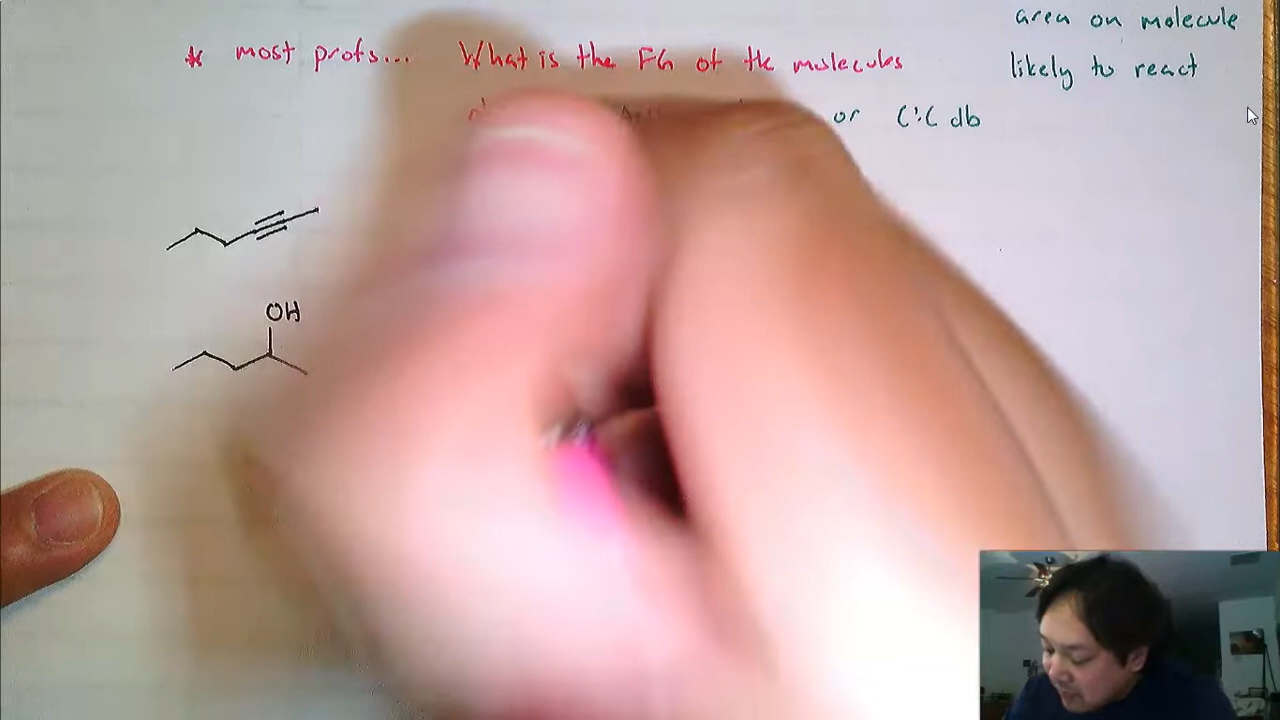 area on molecule
* most profs... What is the FG of the molecules
likely to react
or C:C db
OH